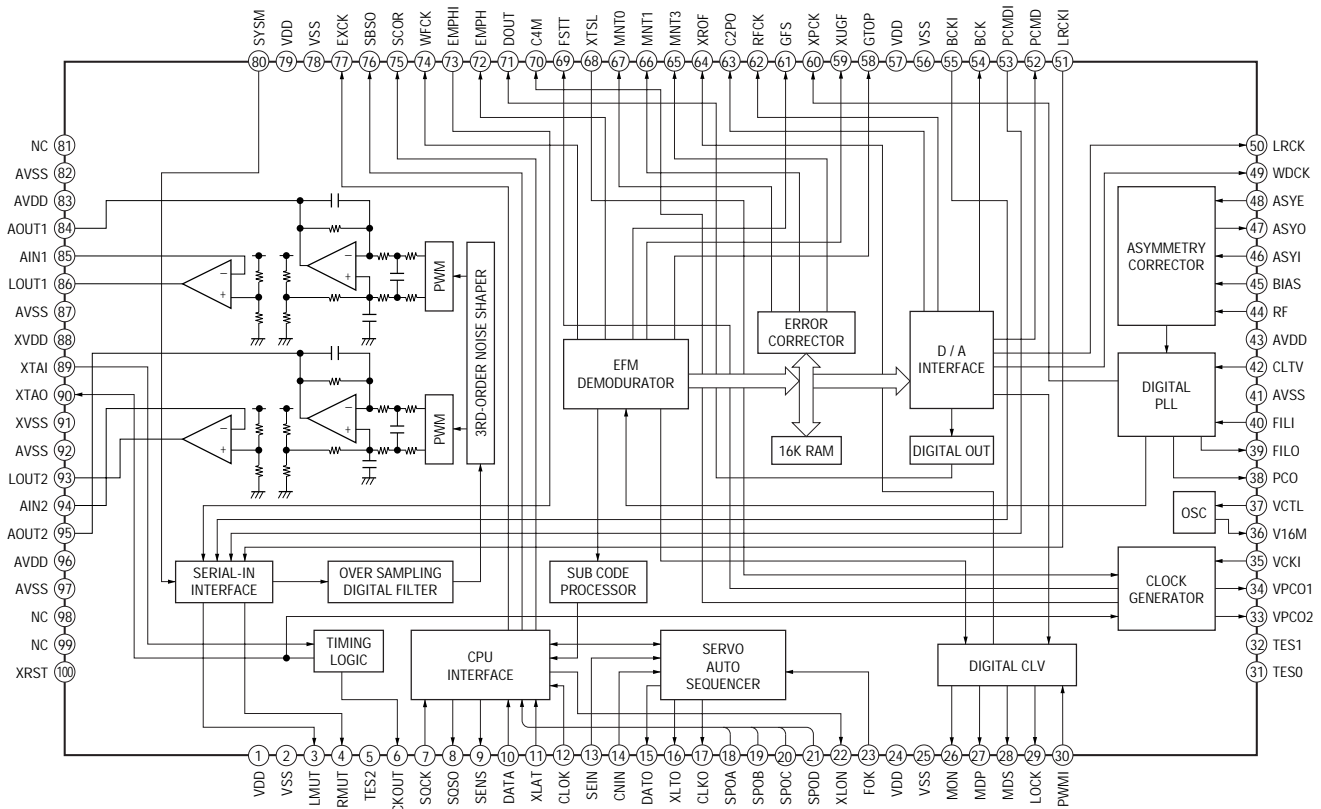 SYSM VDD VSS EXCK SBSO SCOR WFCK EMPHI EMPH DOUT C4M FSTT XTSL MNT0 MNT1 MNT3 XROF C2PO RFCK GFS XPCK XUGF GTOP VDD VSS BCKI BCK PCMDI PCMD LRCKI
80 79 78 77 76 75 74 73 72 71 70 69 68 67 66 65 64 63 62 61 60 59 58 57 56 55 54 53 52 51
NC 81
AVSS 82
AVDD 83
AOUT1 84
AIN1 85
LOUT1 86
AVSS 87
XVDD 88
XTAI 89
XTAO 90
XVSS 91
AVSS 92
LOUT2 93
AIN2 94
AOUT2 95
AVDD 96
AVSS 97
NC 98
NC 99
XRST 100
50 LRCK
49 WDCK
48 ASYE
47 ASYO
46 ASYI
45 BIAS
44 RF
43 AVDD
42 CLTV
41 AVSS
40 FILI
39 FILO
38 PCO
37 VCTL
36 V16M
35 VCKI
34 VPCO1
33 VPCO2
32 TES1
31 TES0
−
+
−
+
PWM
−
+
−
+
PWM
3RD-ORDER NOISE SHAPER
EFM
DEMODURATOR
ERROR
CORRECTOR
16K RAM
D / A
INTERFACE
DIGITAL OUT
ASYMMETRY
CORRECTOR
DIGITAL
PLL
OSC
CLOCK
GENERATOR
SERIAL-IN
INTERFACE
OVER SAMPLING
DIGITAL FILTER
SUB CODE
PROCESSOR
TIMING
LOGIC
CPU
INTERFACE
SERVO
AUTO
SEQUENCER
DIGITAL CLV
1 2 3 4 5 6 7 8 9 10 11 12 13 14 15 16 17 18 19 20 21 22 23 24 25 26 27 28 29 30
VDD VSS LMUT RMUT TES2 CKOUT SQCK SQSO SENS DATA XLAT CLOK SEIN CNIN DATO XLTO CLKO SPOA SPOB SPOC SPOD XLON FOK VDD VSS MON MDP MDS LOCK PWMI